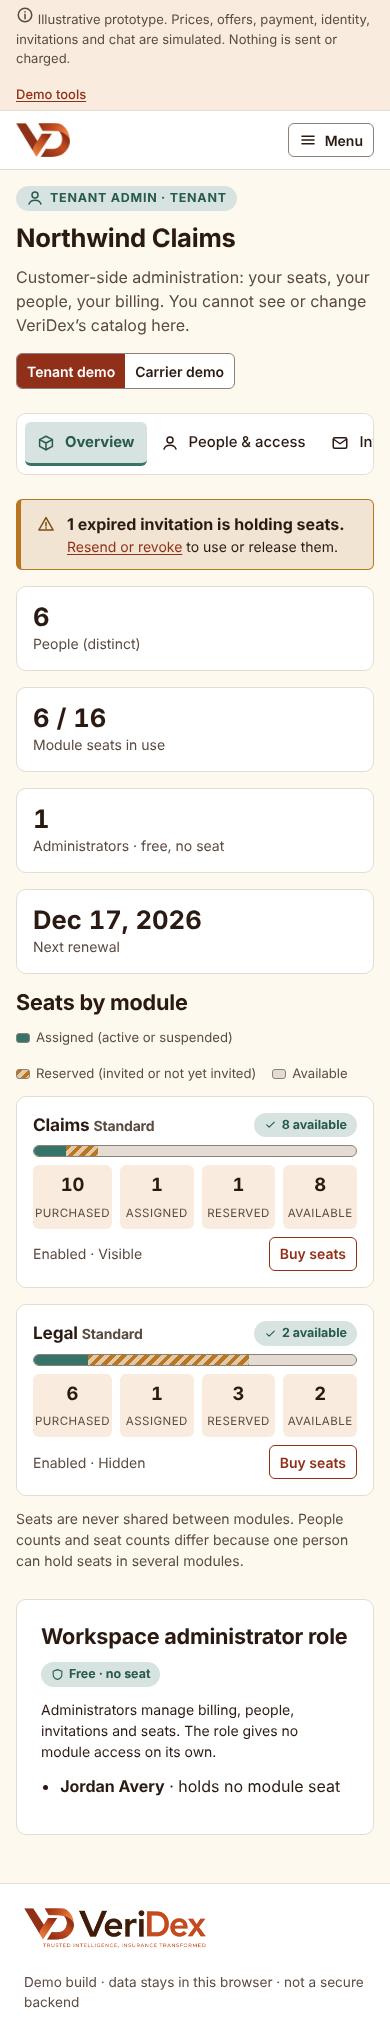 Illustrative prototype. Prices, offers, payment, identity,
invitations and chat are simulated. Nothing is sent or
charged.
Demo tools
VD
Menu
TENANT ADMIN · TENANT
Northwind Claims
Customer-side administration: your seats, your
people, your billing. You cannot see or change
VeriDex’s catalog here.
Tenant demo
Carrier demo
Overview
People & access
In
1 expired invitation is holding seats.
Resend or revoke to use or release them.
6
People (distinct)
6 / 16
Module seats in use
1
Administrators · free, no seat
Dec 17, 2026
Next renewal
Seats by module
Assigned (active or suspended)
Reserved (invited or not yet invited)
Available
Claims Standard
8 available
10
PURCHASED
1
ASSIGNED
1
RESERVED
8
AVAILABLE
Enabled · Visible
Buy seats
Legal Standard
2 available
6
PURCHASED
1
ASSIGNED
3
RESERVED
2
AVAILABLE
Enabled · Hidden
Buy seats
Seats are never shared between modules. People
counts and seat counts differ because one person
can hold seats in several modules.
Workspace administrator role
Free · no seat
Administrators manage billing, people,
invitations and seats. The role gives no
module access on its own.
• Jordan Avery · holds no module seat
VD VeriDex
TRUSTED INTELLIGENCE, INSURANCE TRANSFORMED
Demo build · data stays in this browser · not a secure
backend